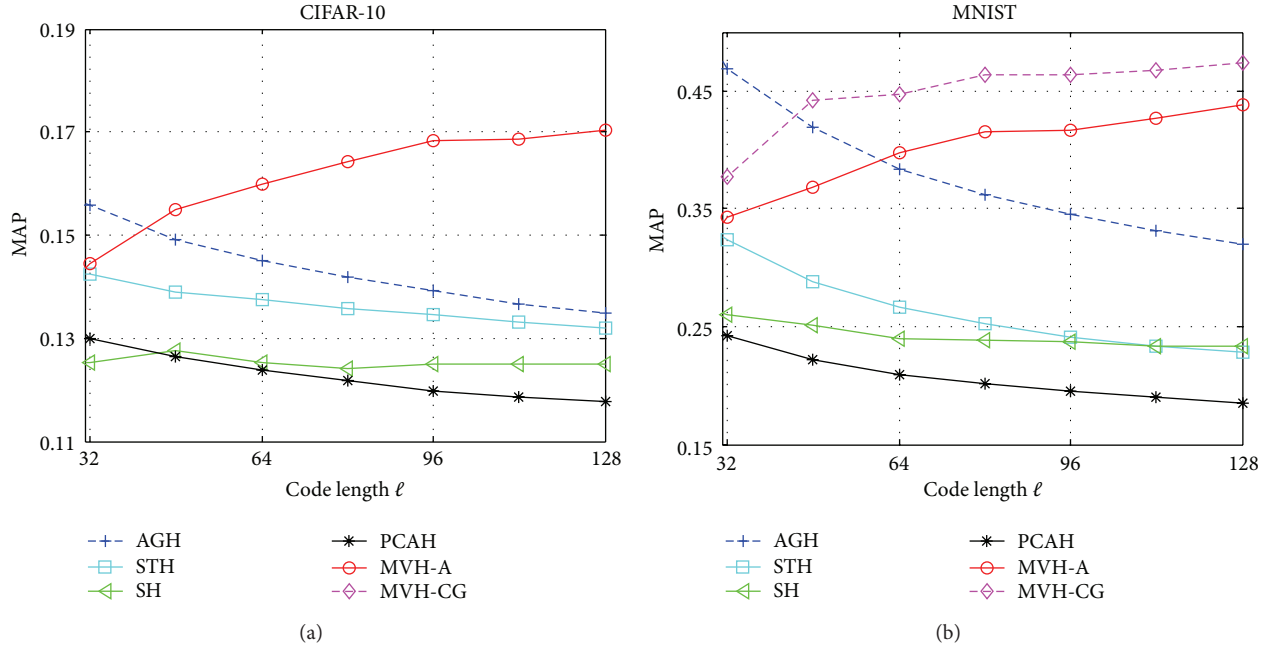 CIFAR-10
0.19
0.17
0.15
0.13
0.11
MAP
32 64 96 128
Code length ℓ
AGH
STH
SH
PCAH
MVH-A
MVH-CG
(a)
MNIST
0.45
0.35
0.25
0.15
MAP
32 64 96 128
Code length ℓ
AGH
STH
SH
PCAH
MVH-A
MVH-CG
(b)